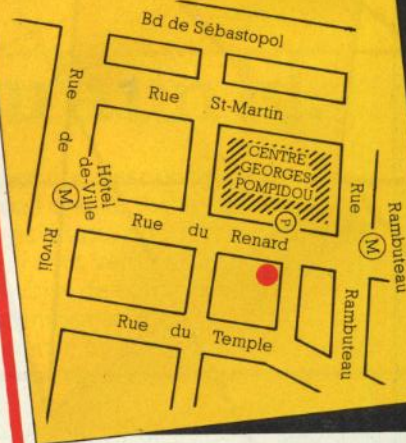 Bd de Sébastopol
Rue St-Martin
Rue de Rivoli
Hôtel
de-Ville
M
CENTRE
GEORGES
POMPIDOU
P
Rue Rambuteau
Rambuteau
M
Rue du Renard
Rue du Temple